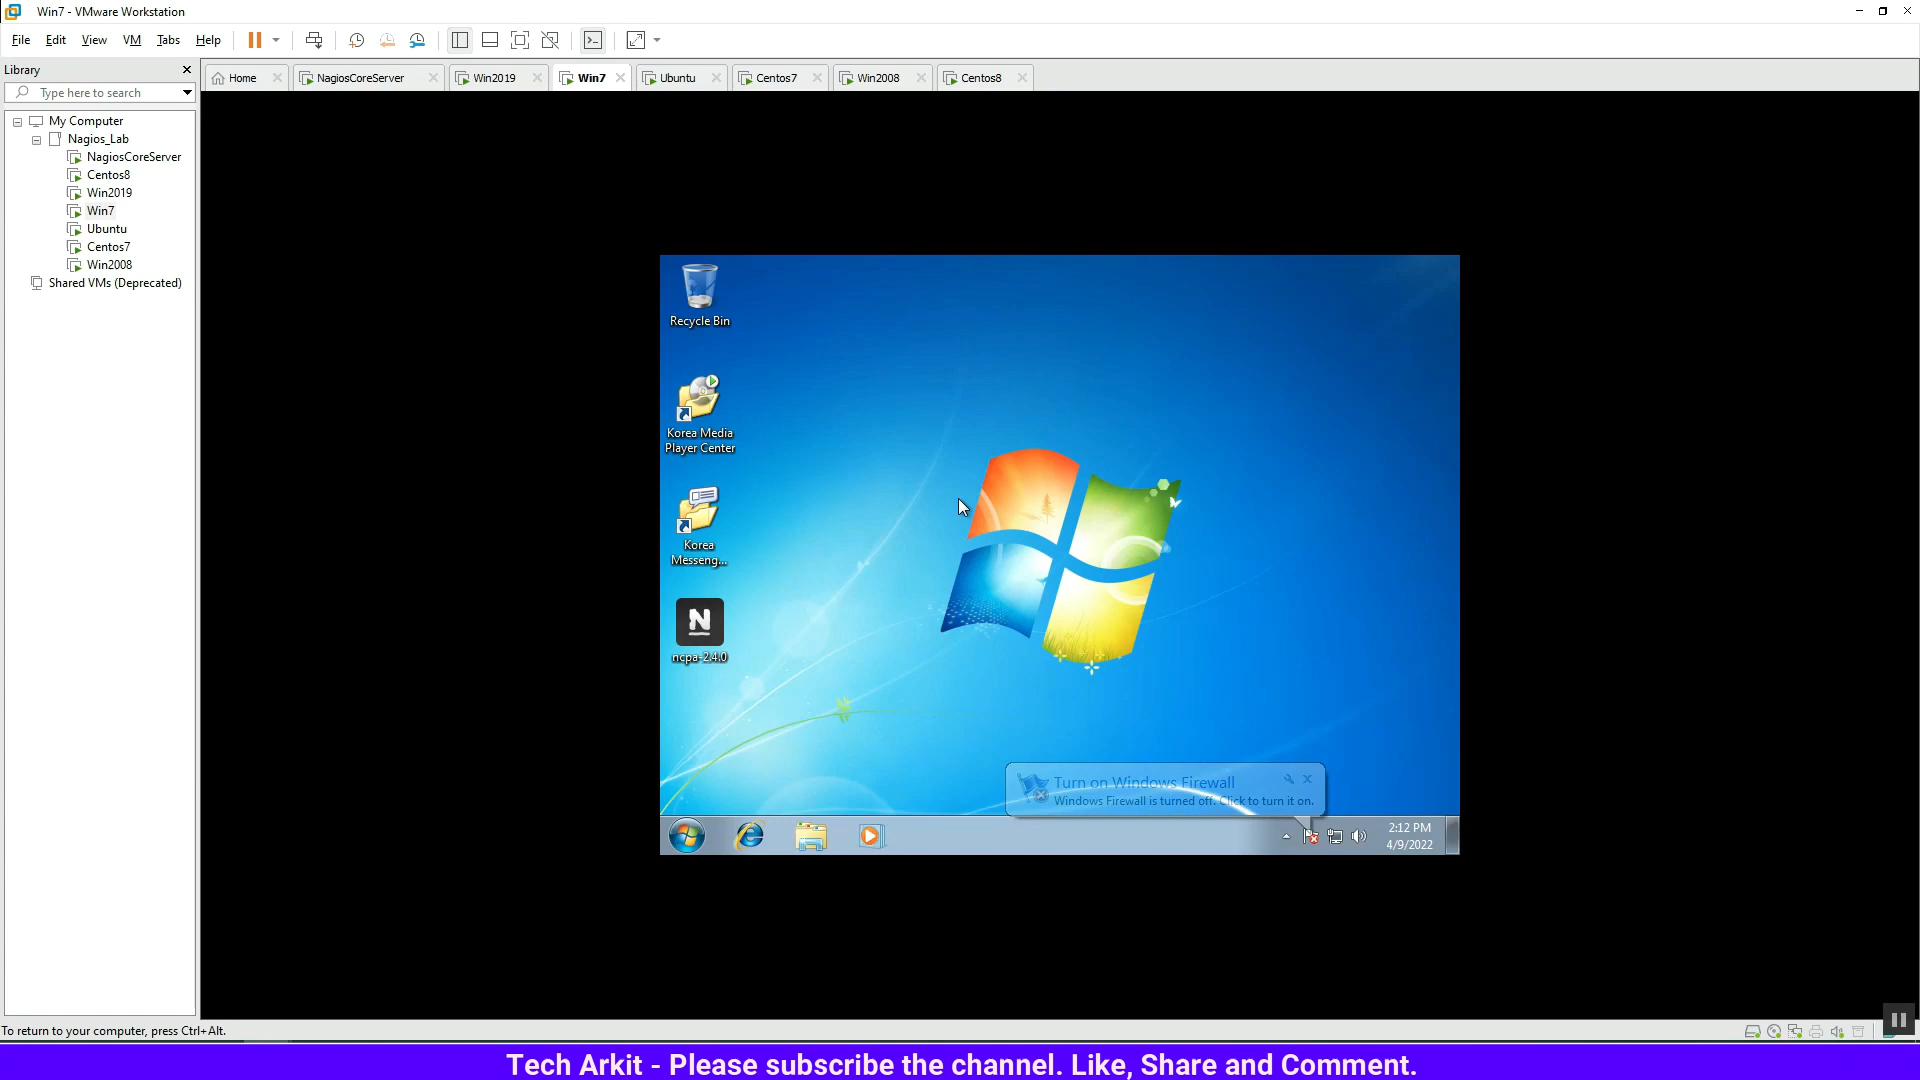 Win7 - VMware Workstation
File Edit View VM Tabs Help
Library
Type here to search
Home NagiosCoreServer Win2019 Win7 Ubuntu Centos7 Win2008 Centos8
My Computer
Nagios_Lab
NagiosCoreServer
Centos8
Win2019
Win7
Ubuntu
Centos7
Win2008
Shared VMs (Deprecated)
Recycle Bin
Korea Media
Player Center
Korea
Messeng...
N
ncpa-2.4.0
Turn on Windows Firewall
Windows Firewall is turned off. Click to turn it on.
2:12 PM
4/9/2022
To return to your computer, press Ctrl+Alt.
Tech Arkit - Please subscribe the channel. Like, Share and Comment.